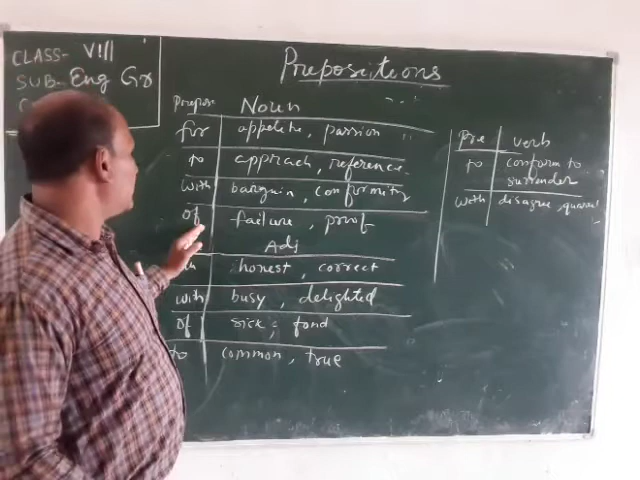 CLASS- VIII
SUB- Eng Gr
Prepositions
Prepos- Noun
for appetite, passion
to approach, reference
with bargain, conformity
of failure, proof
Adj
in honest, correct
with busy, delighted
of sick, fond
to common, true
Pre verb
to conform to
surrender
with disagree, quarrel